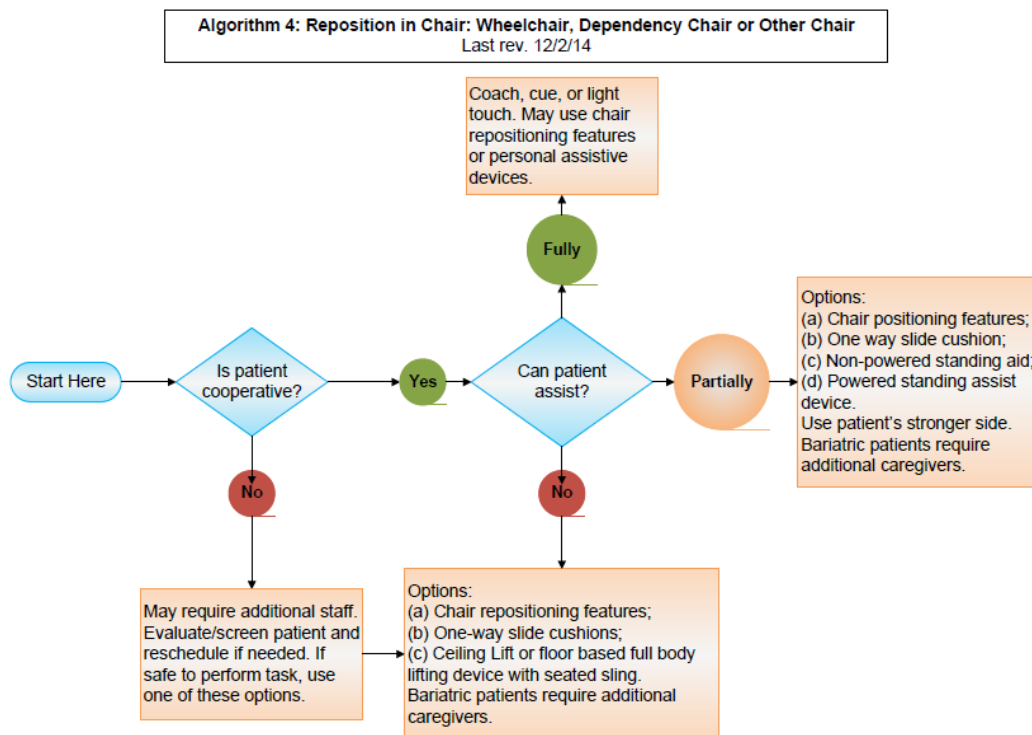 Algorithm 4: Reposition in Chair: Wheelchair, Dependency Chair or Other Chair
Last rev. 12/2/14
Coach, cue, or light
touch. May use chair
repositioning features
or personal assistive
devices.
Fully
Start Here
Is patient
cooperative?
Yes
Can patient
assist?
Partially
Options:
(a) Chair positioning features;
(b) One way slide cushion;
(c) Non-powered standing aid;
(d) Powered standing assist
device.
Use patient's stronger side.
Bariatric patients require
additional caregivers.
No
No
May require additional staff.
Evaluate/screen patient and
reschedule if needed. If
safe to perform task, use
one of these options.
Options:
(a) Chair repositioning features;
(b) One-way slide cushions;
(c) Ceiling Lift or floor based full body
lifting device with seated sling.
Bariatric patients require additional
caregivers.